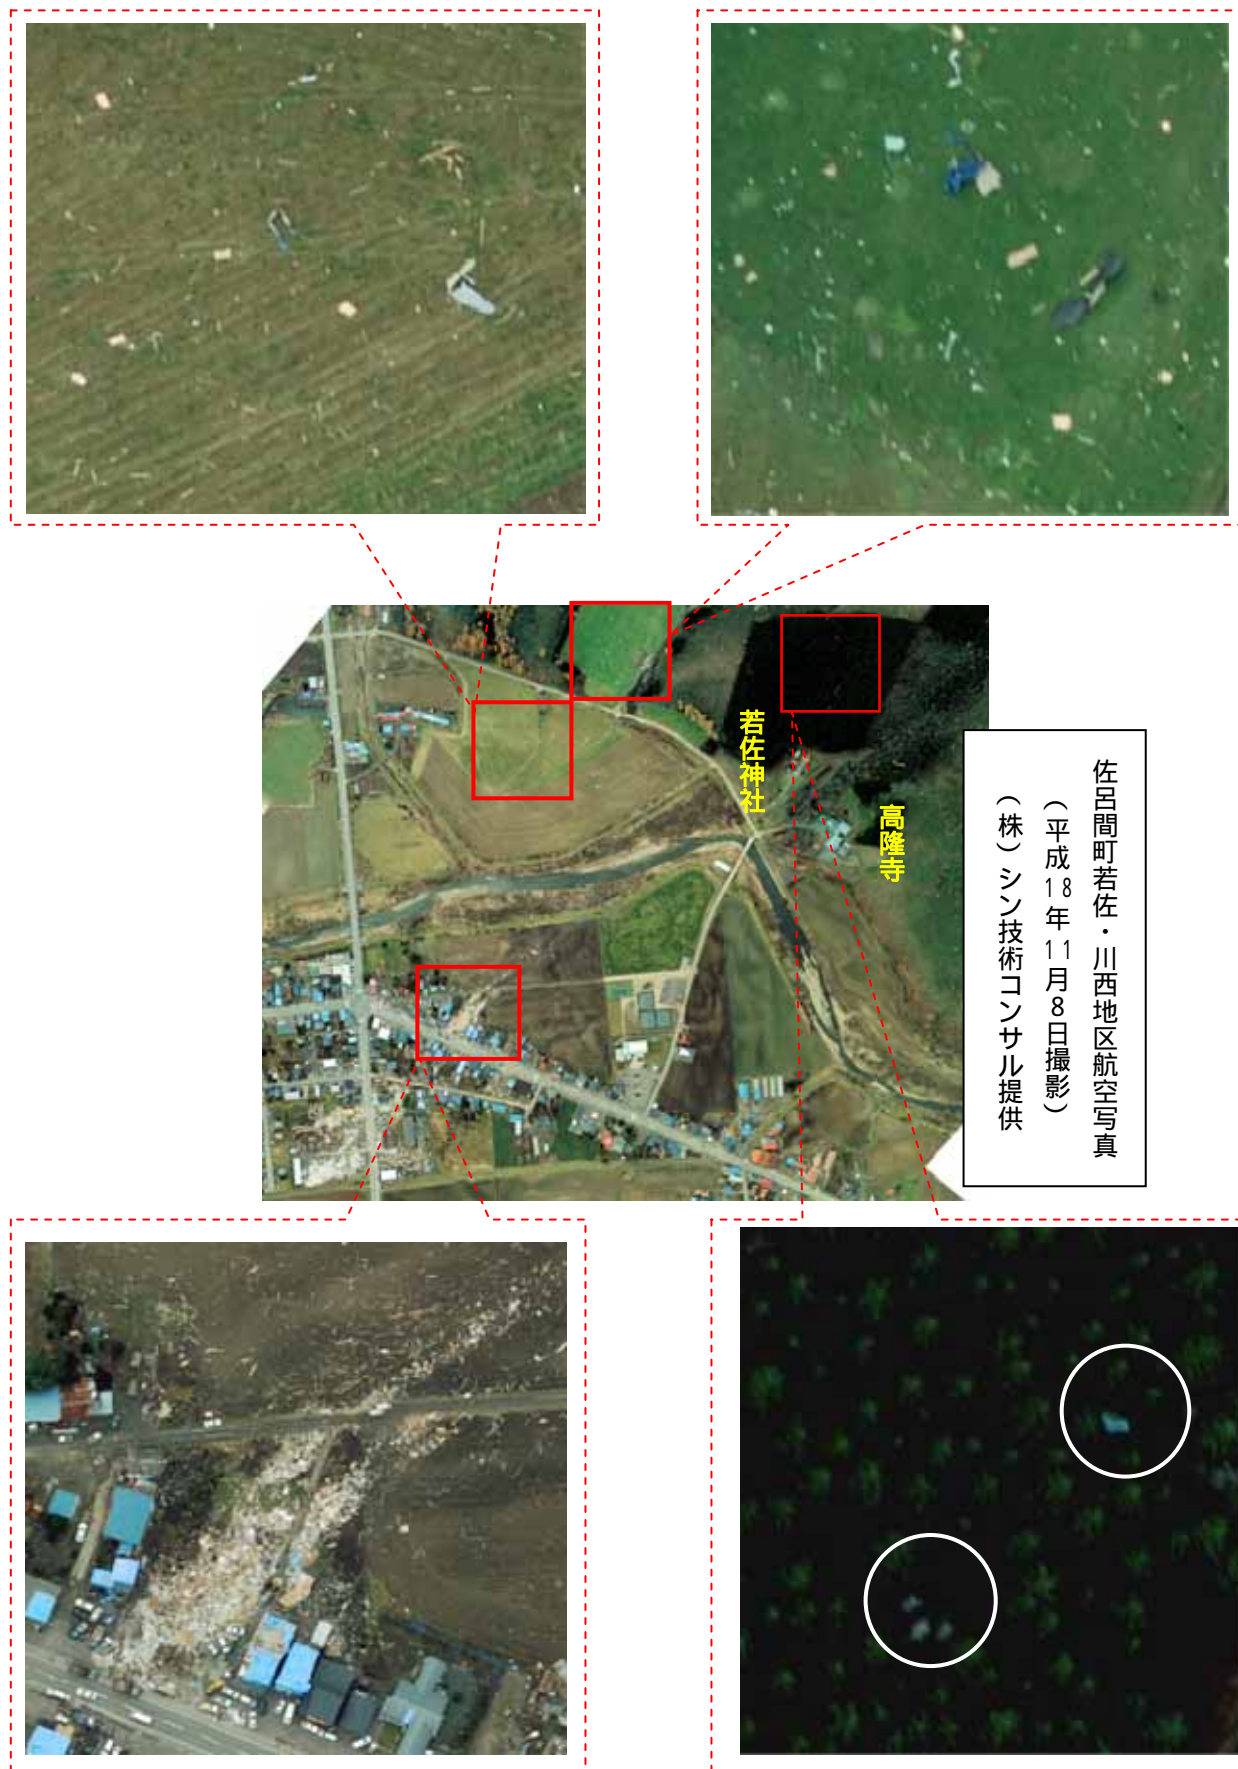 佐呂間町若佐・川西地区航空写真
（平成18年11月8日撮影）
（株）シン技術コンサル提供
高隆寺
若佐神社